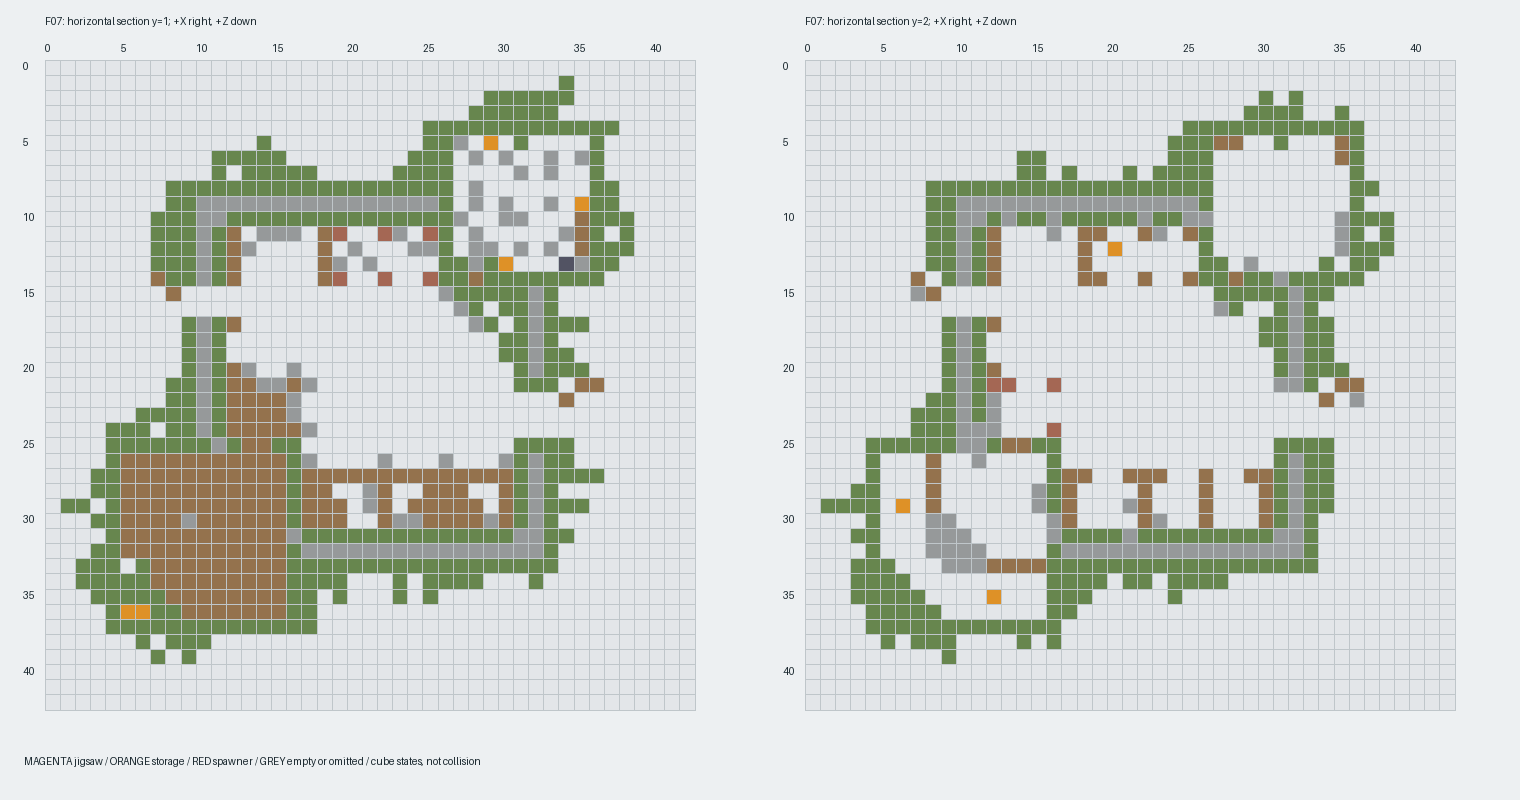 F07: horizontal section y=1; +X right, +Z down
F07: horizontal section y=2; +X right, +Z down
0 5 10 15 20 25 30 35 40
0 5 10 15 20 25 30 35 40
0 0
5 5
10 10
15 15
20 20
25 25
30 30
35 35
40 40
MAGENTA jigsaw / ORANGE storage / RED spawner / GREY empty or omitted / cube states, not collision